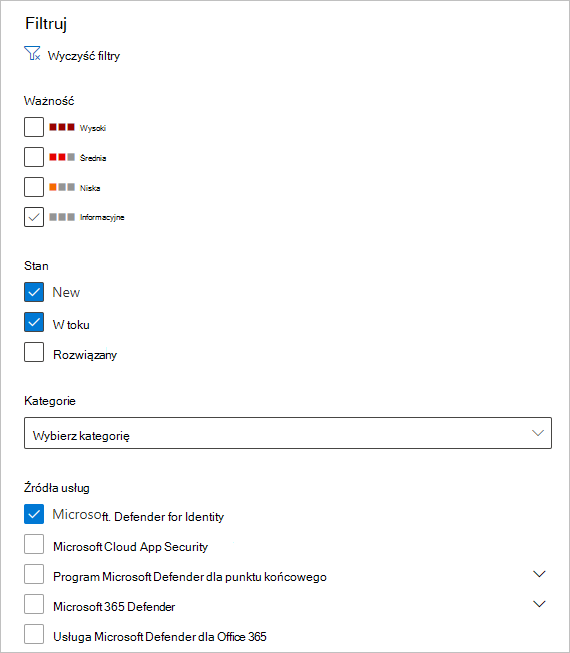 Filtruj
Wyczyść filtry
Ważność
Wysoki
Średnia
Niska
Informacyjne
Stan
New
W toku
Rozwiązany
Kategorie
Wybierz kategorię
Źródła usług
Microsoft. Defender for Identity
Microsoft Cloud App Security
Program Microsoft Defender dla punktu końcowego
Microsoft 365 Defender
Usługa Microsoft Defender dla Office 365